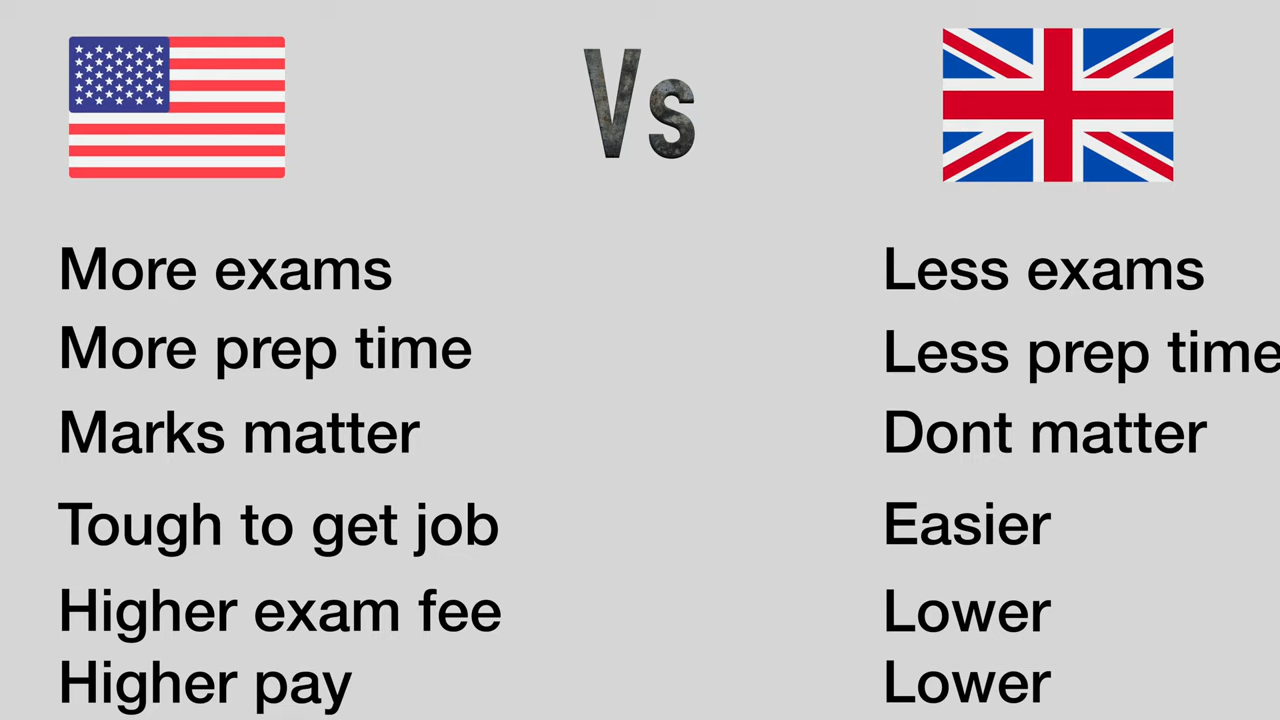 Vs
More exams
Less exams
More prep time
Less prep time
Marks matter
Dont matter
Tough to get job
Easier
Higher exam fee
Lower
Higher pay
Lower